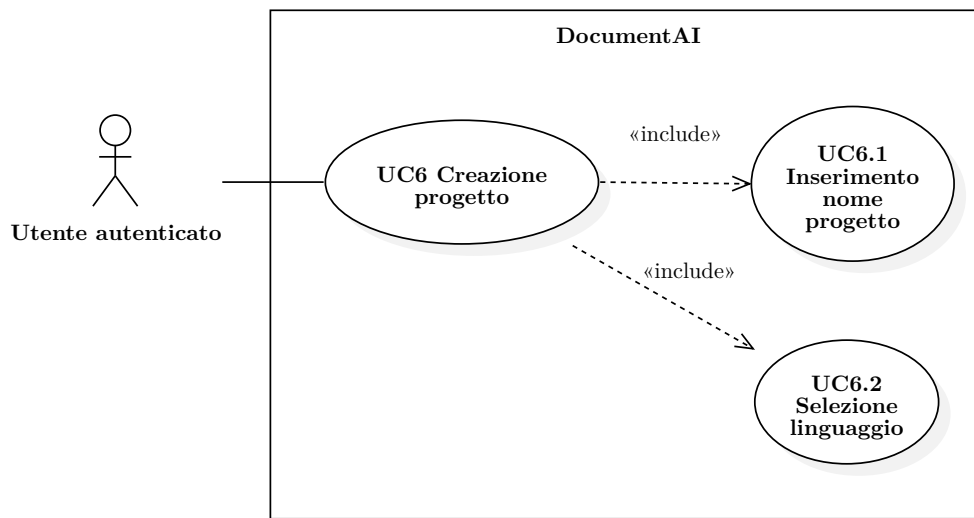 DocumentAI
Utente autenticato
UC6 Creazione
progetto
«include»
UC6.1
Inserimento
nome
progetto
«include»
UC6.2
Selezione
linguaggio